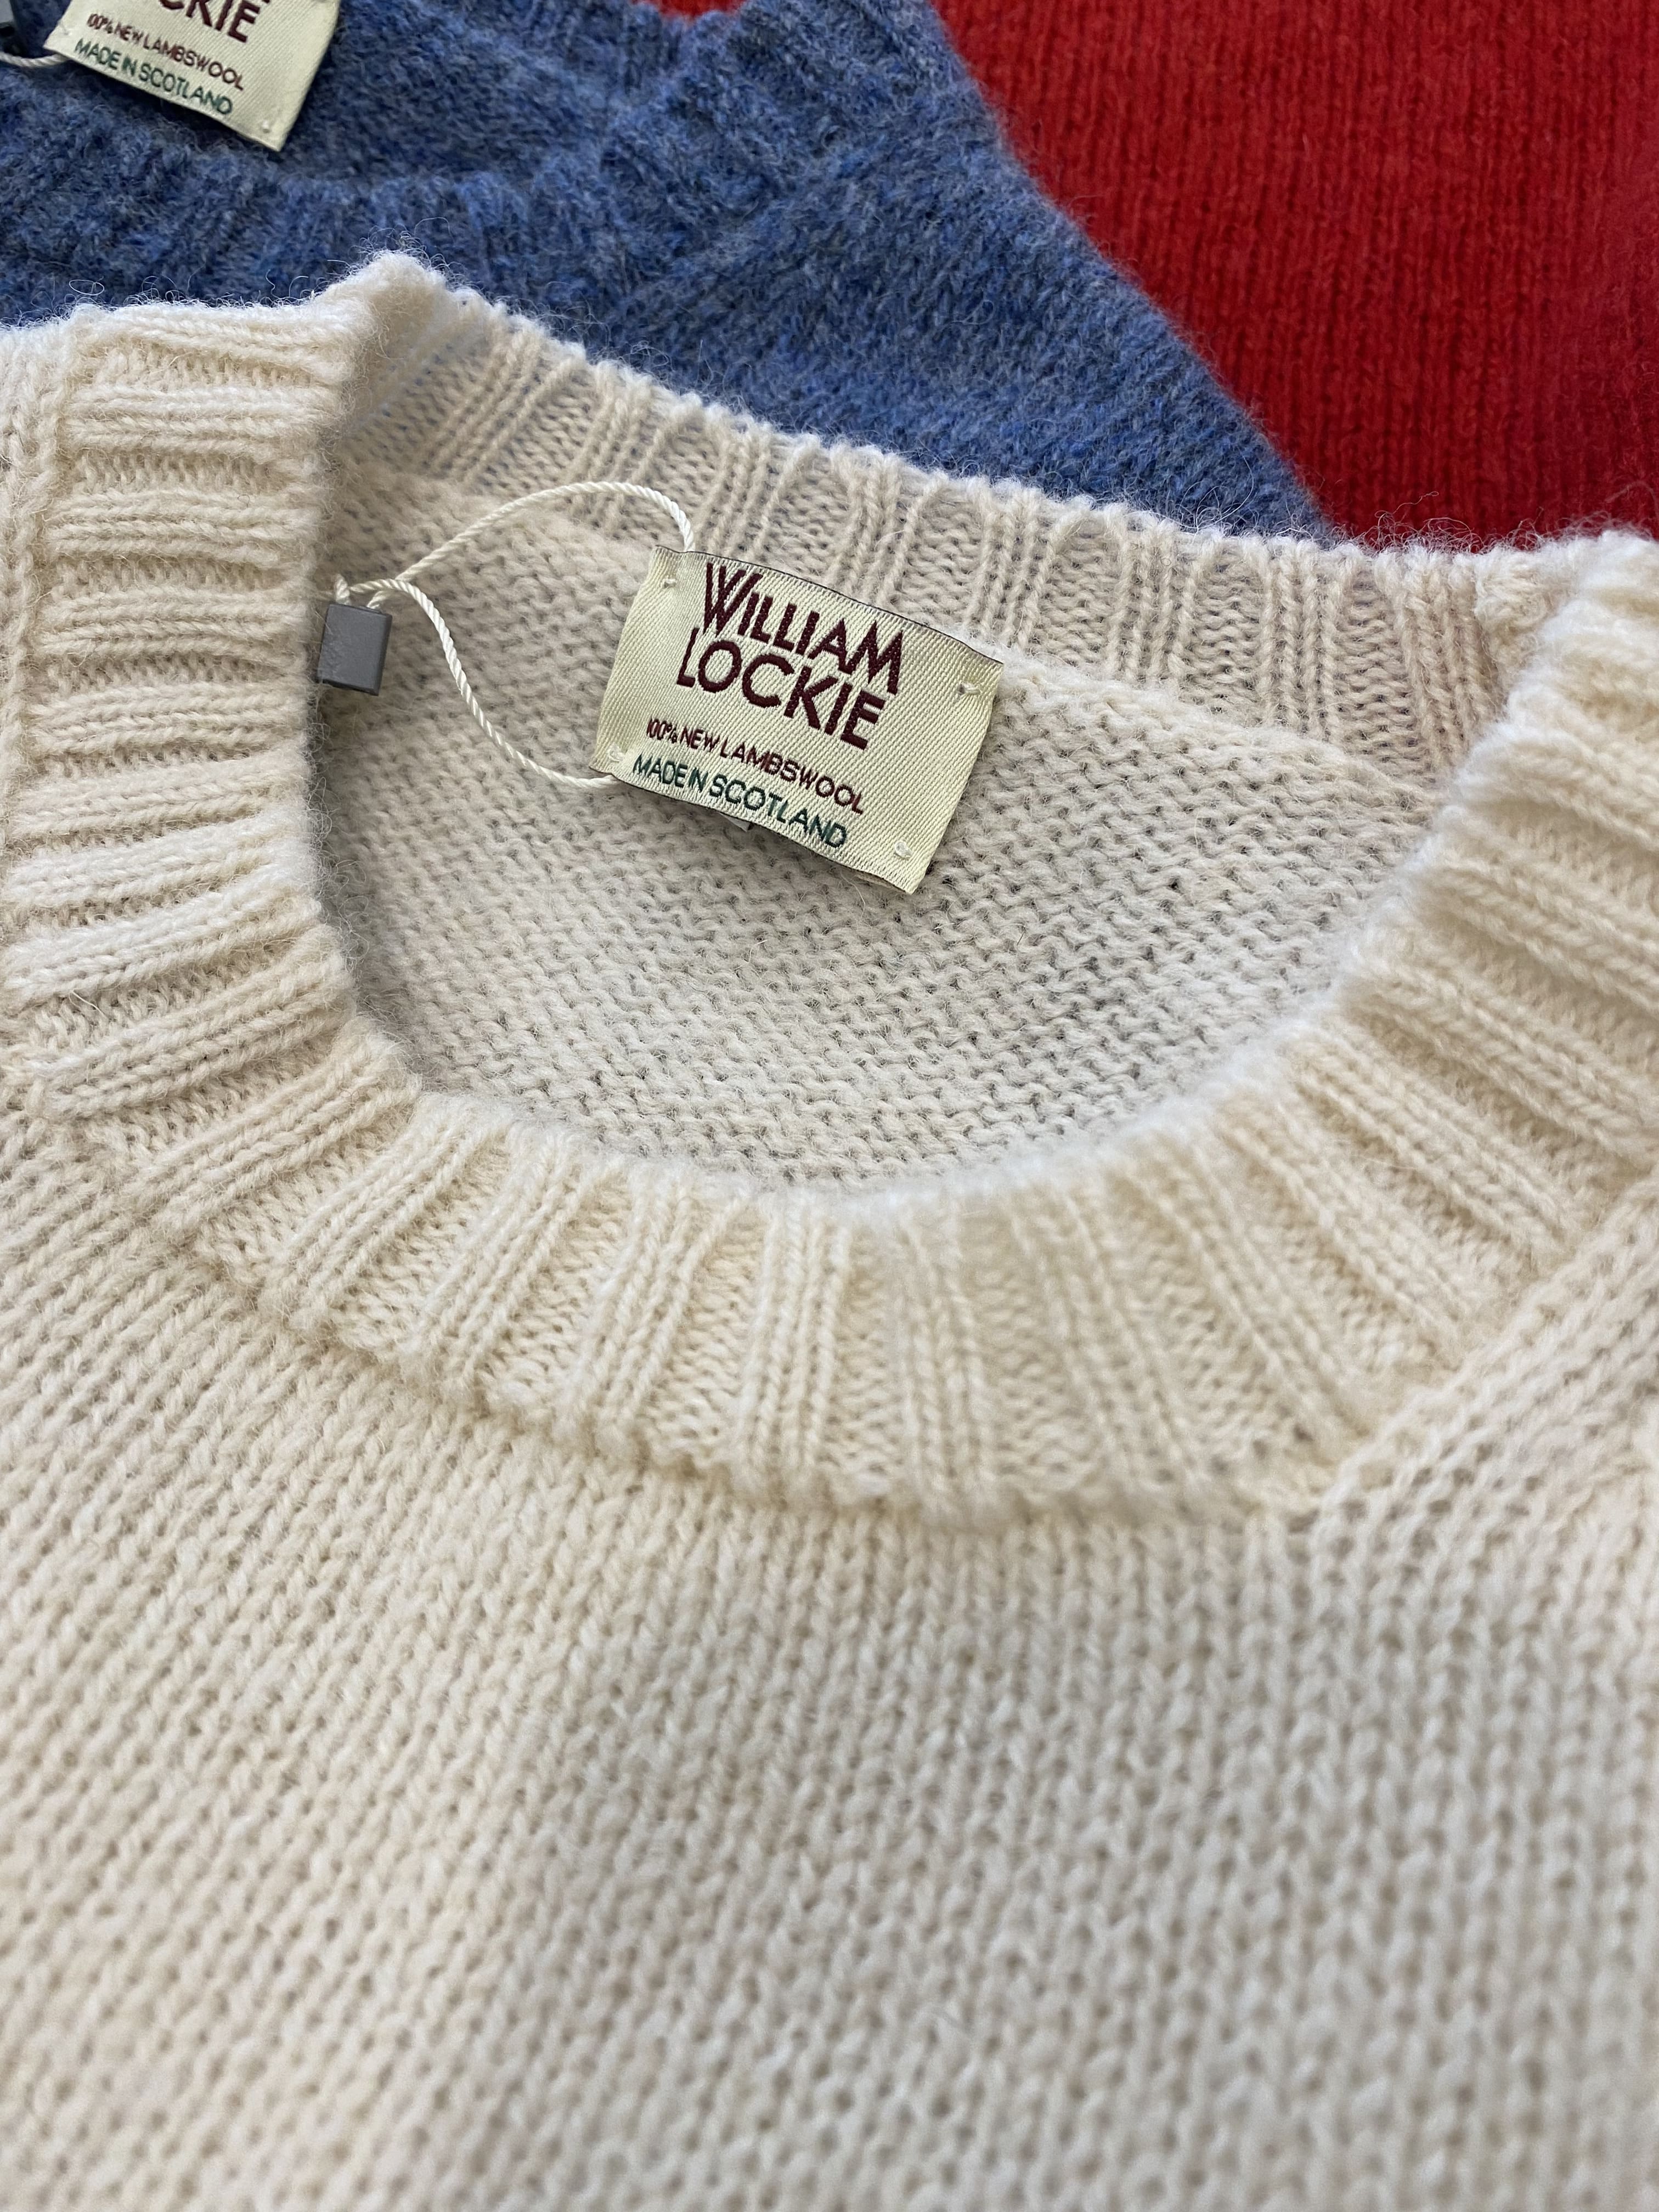 CKIE
100% NEW LAMBSWOOL
MADE IN SCOTLAND
WILLIAM
LOCKIE
100% NEW LAMBSWOOL
MADE IN SCOTLAND